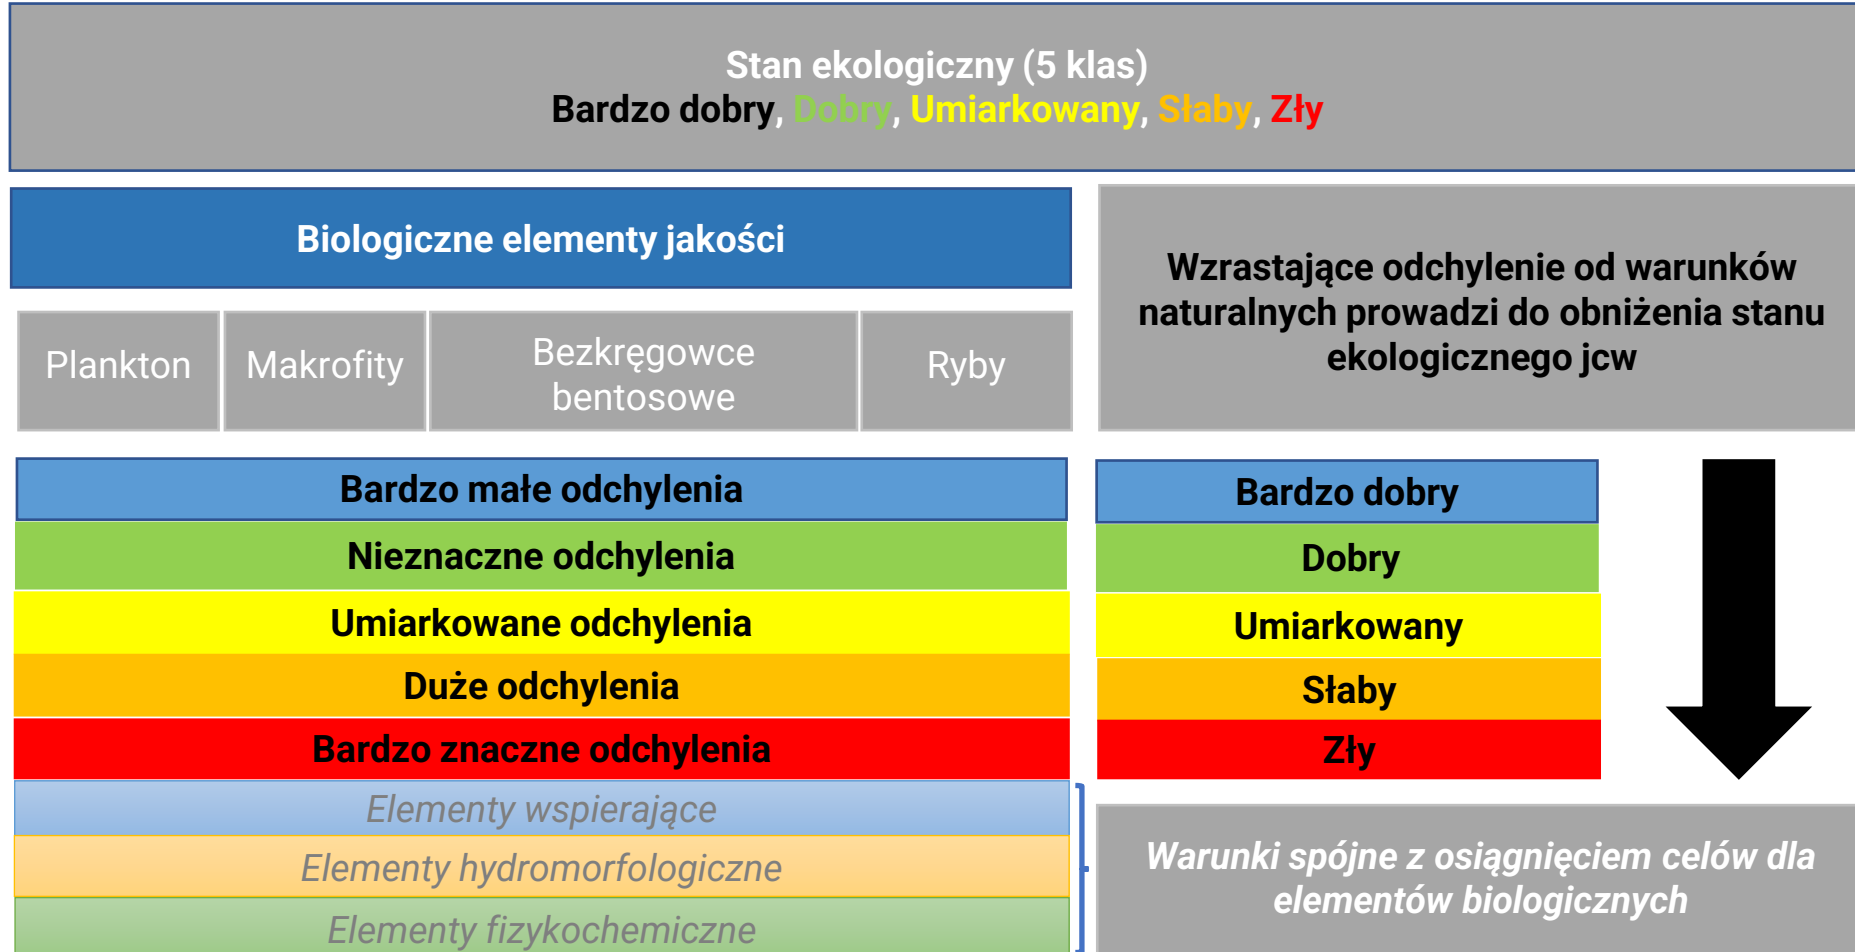 Stan ekologiczny (5 klas)
Bardzo dobry, Dobry, Umiarkowany, Słaby, Zły
Biologiczne elementy jakości
Wzrastające odchylenie od warunków
naturalnych prowadzi do obniżenia stanu
ekologicznego jcw
Plankton
Makrofity
Bezkręgowce
bentosowe
Ryby
Bardzo małe odchylenia
Bardzo dobry
Nieznaczne odchylenia
Dobry
Umiarkowane odchylenia
Umiarkowany
Duże odchylenia
Słaby
Bardzo znaczne odchylenia
Zły
Elementy wspierające
Elementy hydromorfologiczne
Elementy fizykochemiczne
Warunki spójne z osiągnięciem celów dla
elementów biologicznych